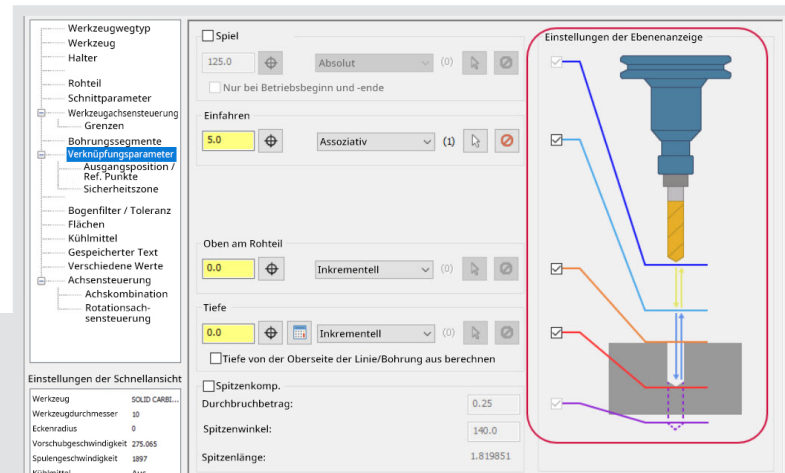 Werkzeugwegtyp
Werkzeug
Halter
Rohteil
Schnittparameter
Werkzeugachsensteuerung
Grenzen
Bohrungssegmente
Verknüpfungsparameter
Ausgangsposition /
Ref. Punkte
Sicherheitszone
Bogenfilter / Toleranz
Flächen
Kühlmittel
Gespeicherter Text
Verschiedene Werte
Achsensteuerung
Achskombination
Rotationsach-
sensteuerung
Einstellungen der Schnellansicht
Werkzeug SOLID CARBI...
Werkzeugdurchmesser 10
Eckenradius 0
Vorschubgeschwindigkeit 275.065
Spulengeschwindigkeit 1897
Kühlmittel Aus
Spiel
125.0 Absolut (0)
Nur bei Betriebsbeginn und -ende
Einfahren
5.0 Assoziativ (1)
Oben am Rohteil
0.0 Inkrementell (0)
Tiefe
0.0 Inkrementell (0)
Tiefe von der Oberseite der Linie/Bohrung aus berechnen
Spitzenkomp.
Durchbruchbetrag: 0.25
Spitzenwinkel: 140.0
Spitzenlänge: 1.819851
Einstellungen der Ebenenanzeige